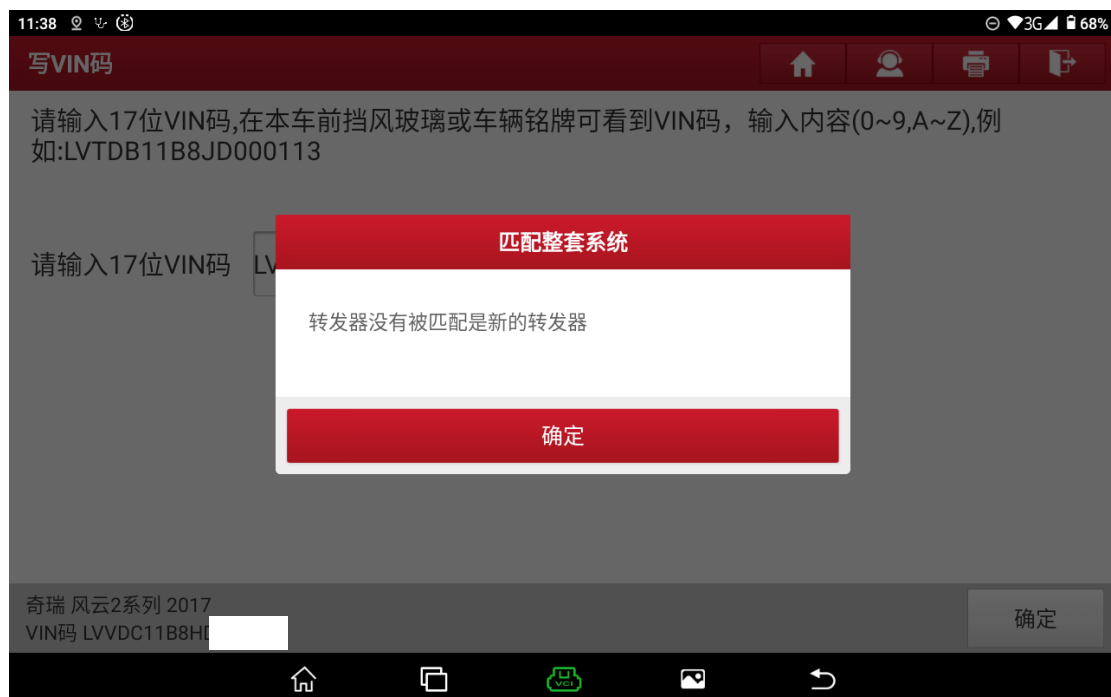 11:38
3G
68%
写VIN码
请输入17位VIN码,在本车前挡风玻璃或车辆铭牌可看到VIN码，输入内容(0~9,A~Z),例
如:LVTDB11B8JD000113
匹配整套系统
请输入17位VIN码 LV
转发器没有被匹配是新的转发器
确定
奇瑞 风云2系列 2017
VIN码 LVVDC11B8HD
确定
VCI